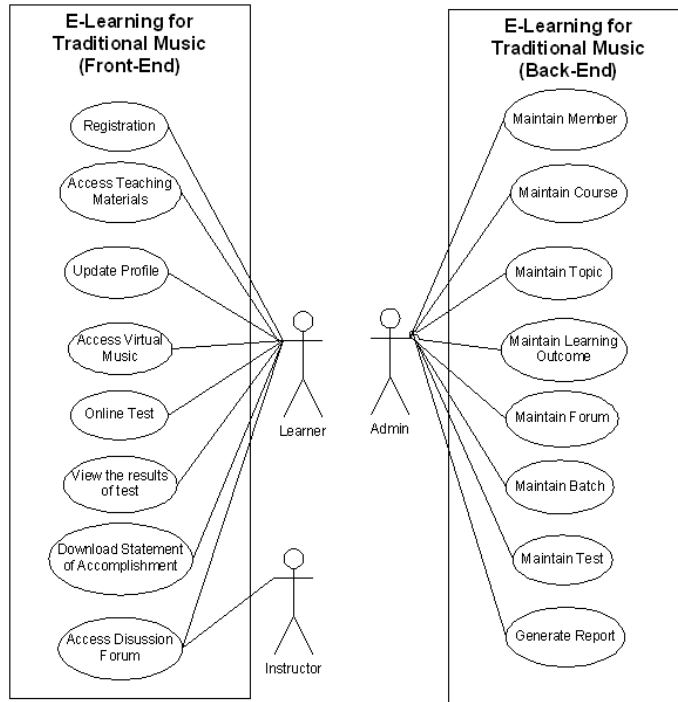 E-Learning for
Traditional Music
(Front-End)
Registration
Access Teaching
Materials
Update Profile
Access Virtual
Music
Online Test
View the results
of test
Download Statement
of Accomplishment
Access Disussion
Forum
Learner
Instructor
Admin
E-Learning for
Traditional Music
(Back-End)
Maintain Member
Maintain Course
Maintain Topic
Maintain Learning
Outcome
Maintain Forum
Maintain Batch
Maintain Test
Generate Report